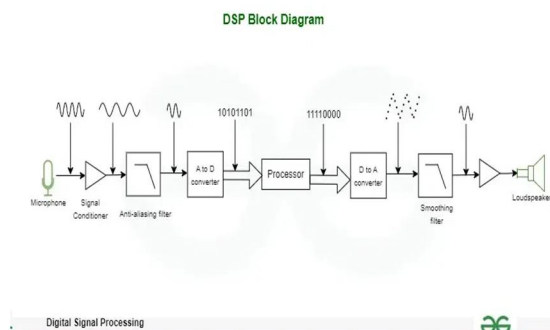 DSP Block Diagram
10101101
11110000
A to D
converter
Processor
D to A
converter
Microphone
Signal
Conditioner
Anti-aliasing filter
Smoothing
filter
Loudspeaker
Digital Signal Processing